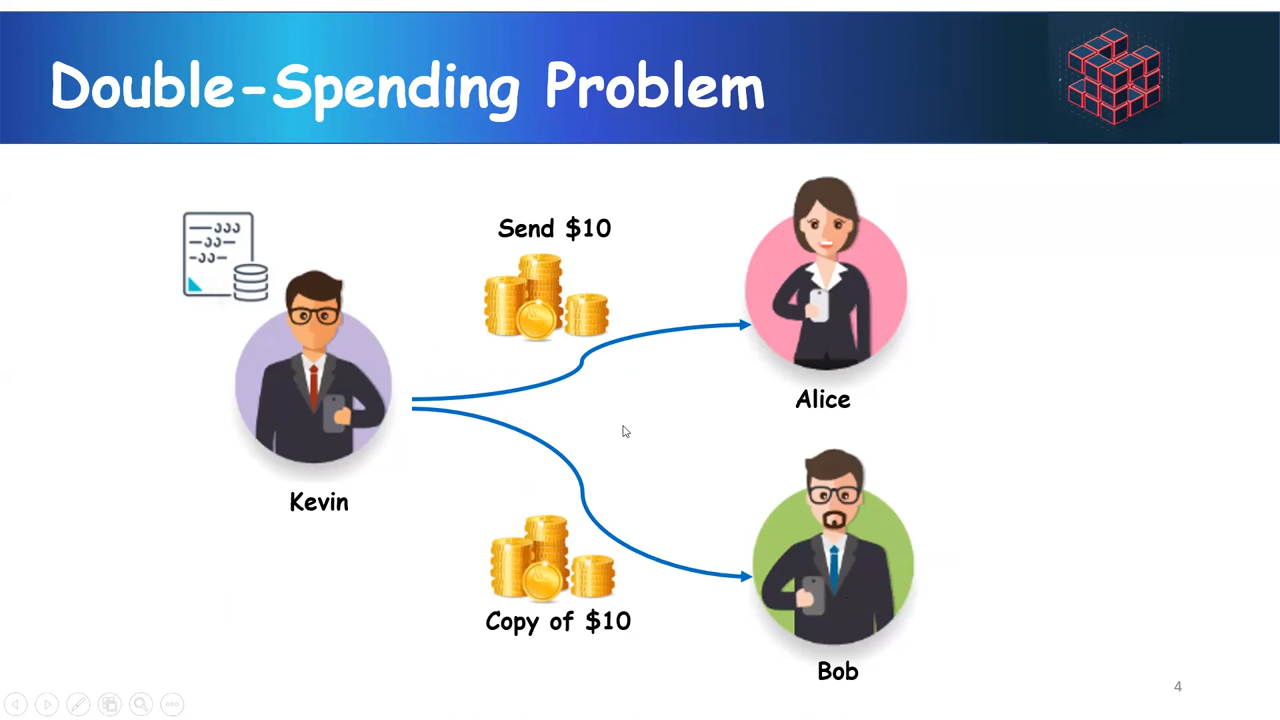 Double-Spending Problem
Send $10
Alice
Kevin
Copy of $10
Bob
4